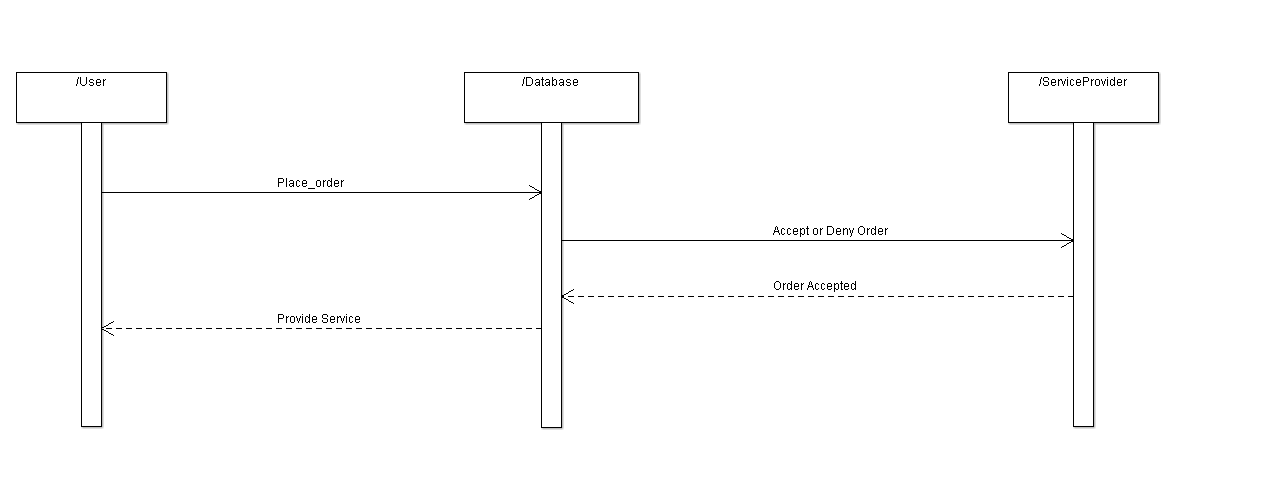 /User
/Database
/ServiceProvider
Place_order
Accept or Deny Order
Order Accepted
Provide Service